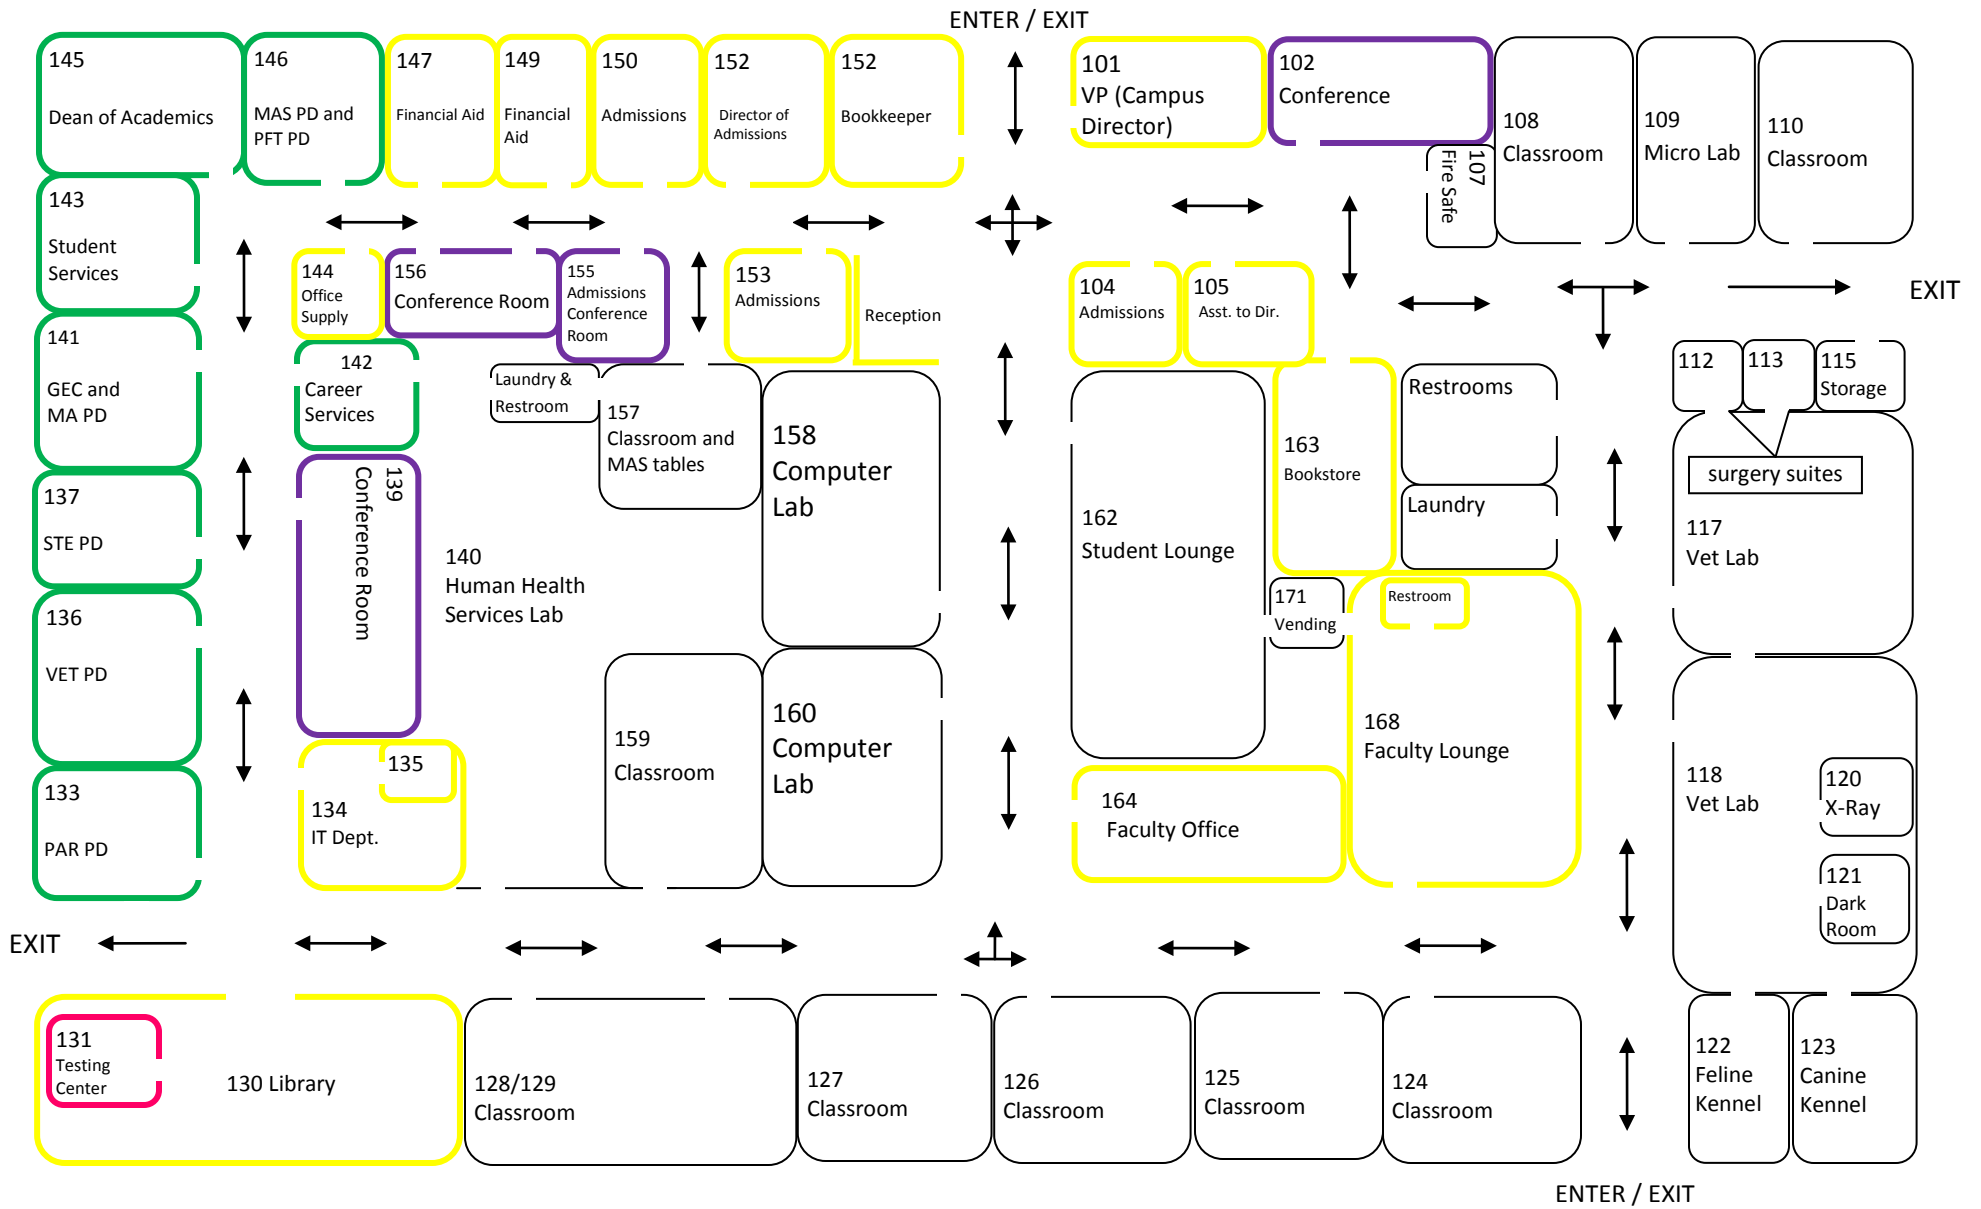 ENTER / EXIT
145
Dean of Academics
146
MAS PD and
PFT PD
147
Financial Aid
149
Financial
Aid
150
Admissions
152
Director of
Admissions
152
Bookkeeper
101
VP (Campus
Director)
102
Conference
107
Fire Safe
108
Classroom
109
Micro Lab
110
Classroom
143
Student
Services
144
Office
Supply
156
Conference Room
155
Admissions
Conference
Room
153
Admissions
Reception
104
Admissions
105
Asst. to Dir.
EXIT
141
GEC and
MA PD
142
Career
Services
Laundry &
Restroom
157
Classroom and
MAS tables
158
Computer
Lab
162
Student Lounge
163
Bookstore
Restrooms
Laundry
112
113
115
Storage
surgery suites
117
Vet Lab
137
STE PD
139
Conference Room
140
Human Health
Services Lab
171
Vending
Restroom
136
VET PD
159
Classroom
160
Computer
Lab
168
Faculty Lounge
118
Vet Lab
120
X-Ray
133
PAR PD
135
134
IT Dept.
164
Faculty Office
121
Dark
Room
EXIT
131
Testing
Center
130 Library
128/129
Classroom
127
Classroom
126
Classroom
125
Classroom
124
Classroom
122
Feline
Kennel
123
Canine
Kennel
ENTER / EXIT